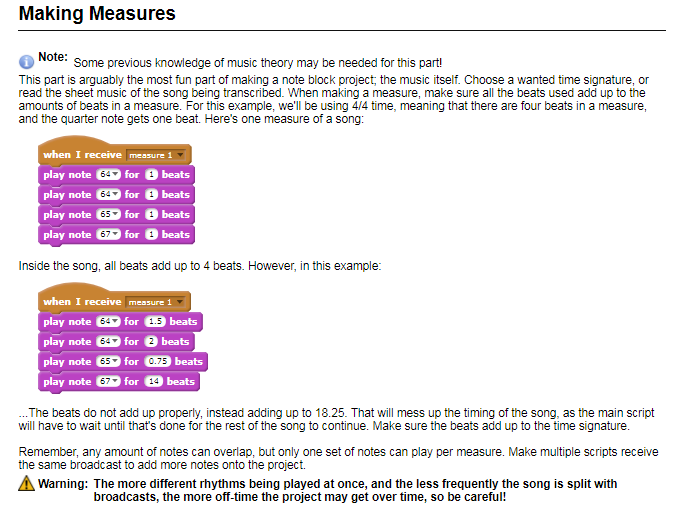 Making Measures
Note: Some previous knowledge of music theory may be needed for this part!
This part is arguably the most fun part of making a note block project; the music itself. Choose a wanted time signature, or
read the sheet music of the song being transcribed. When making a measure, make sure all the beats used add up to the
amounts of beats in a measure. For this example, we'll be using 4/4 time, meaning that there are four beats in a measure,
and the quarter note gets one beat. Here's one measure of a song:
when I receive measure 1
play note 64 for 1 beats
play note 64 for 1 beats
play note 65 for 1 beats
play note 67 for 1 beats
Inside the song, all beats add up to 4 beats. However, in this example:
when I receive measure 1
play note 64 for 1.5 beats
play note 64 for 2 beats
play note 65 for 0.75 beats
play note 67 for 14 beats
...The beats do not add up properly, instead adding up to 18.25. That will mess up the timing of the song, as the main script
will have to wait until that's done for the rest of the song to continue. Make sure the beats add up to the time signature.
Remember, any amount of notes can overlap, but only one set of notes can play per measure. Make multiple scripts receive
the same broadcast to add more notes onto the project.
Warning: The more different rhythms being played at once, and the less frequently the song is split with
broadcasts, the more off-time the project may get over time, so be careful!